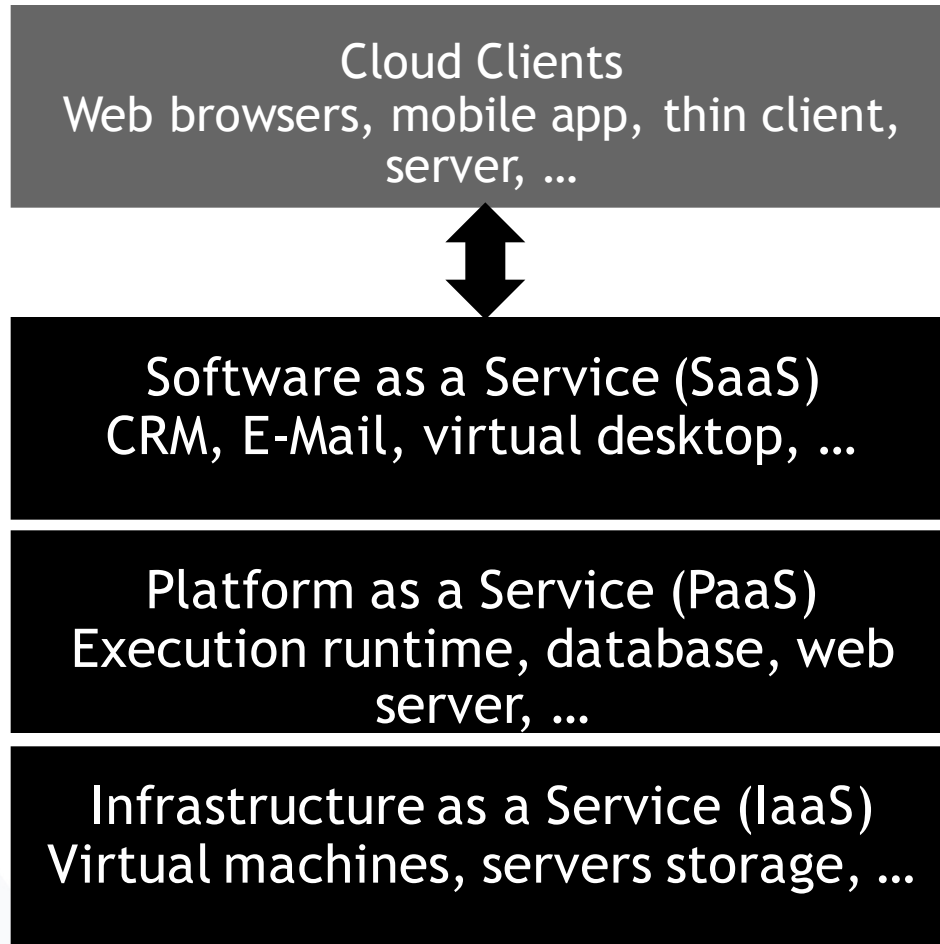 Cloud Clients
Web browsers, mobile app, thin client,
server, …
Software as a Service (SaaS)
CRM, E-Mail, virtual desktop, …
Platform as a Service (PaaS)
Execution runtime, database, web
server, …
Infrastructure as a Service (IaaS)
Virtual machines, servers storage, …